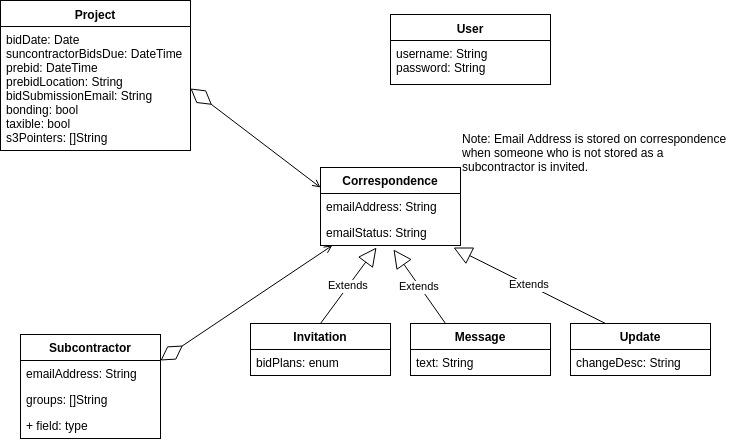 Project
bidDate: Date
suncontractorBidsDue: DateTime
prebid: DateTime
prebidLocation: String
bidSubmissionEmail: String
bonding: bool
taxible: bool
s3Pointers: []String
User
username: String
password: String
Note: Email Address is stored on correspondence
when someone who is not stored as a
subcontractor is invited.
Correspondence
emailAddress: String
emailStatus: String
Extends
Extends
Extends
Invitation
bidPlans: enum
Message
text: String
Update
changeDesc: String
Subcontractor
emailAddress: String
groups: []String
+ field: type